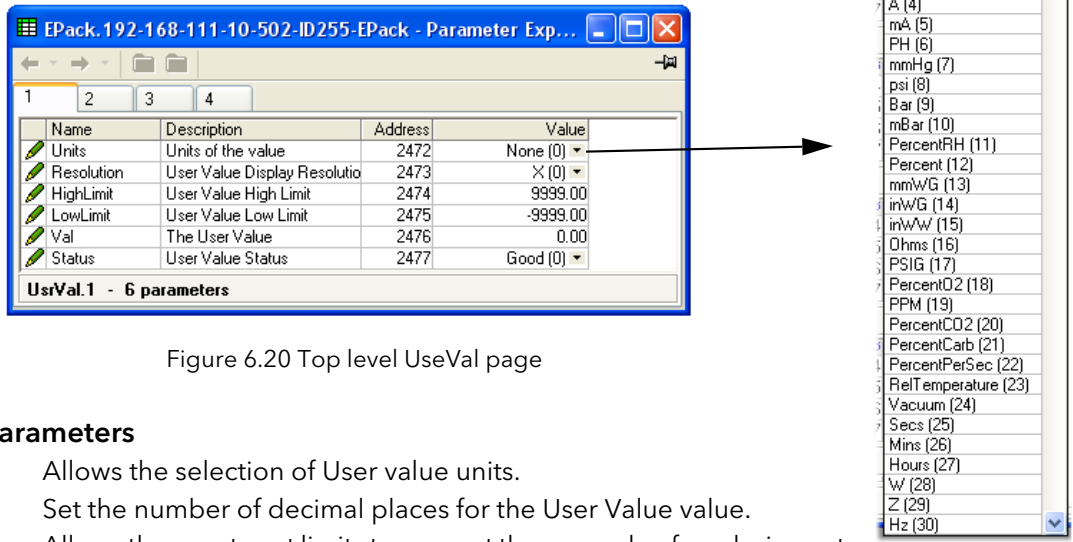 EPack.192-168-111-10-502-ID255-EPack - Parameter Exp...
1 2 3 4
Name Description Address Value
Units Units of the value 2472 None (0)
Resolution User Value Display Resolutio 2473 X (0)
HighLimit User Value High Limit 2474 9999.00
LowLimit User Value Low Limit 2475 -9999.00
Val The User Value 2476 0.00
Status User Value Status 2477 Good (0)
UsrVal.1 - 6 parameters
A (4)
mA (5)
PH (6)
mmHg (7)
psi (8)
Bar (9)
mBar (10)
PercentRH (11)
Percent (12)
mmWG (13)
inWG (14)
inWW (15)
Ohms (16)
PSIG (17)
PercentO2 (18)
PPM (19)
PercentCO2 (20)
PercentCarb (21)
PercentPerSec (22)
RelTemperature (23)
Vacuum (24)
Secs (25)
Mins (26)
Hours (27)
W (28)
Z (29)
Hz (30)
Figure 6.20 Top level UseVal page
arameters
Allows the selection of User value units.
Set the number of decimal places for the User Value value.